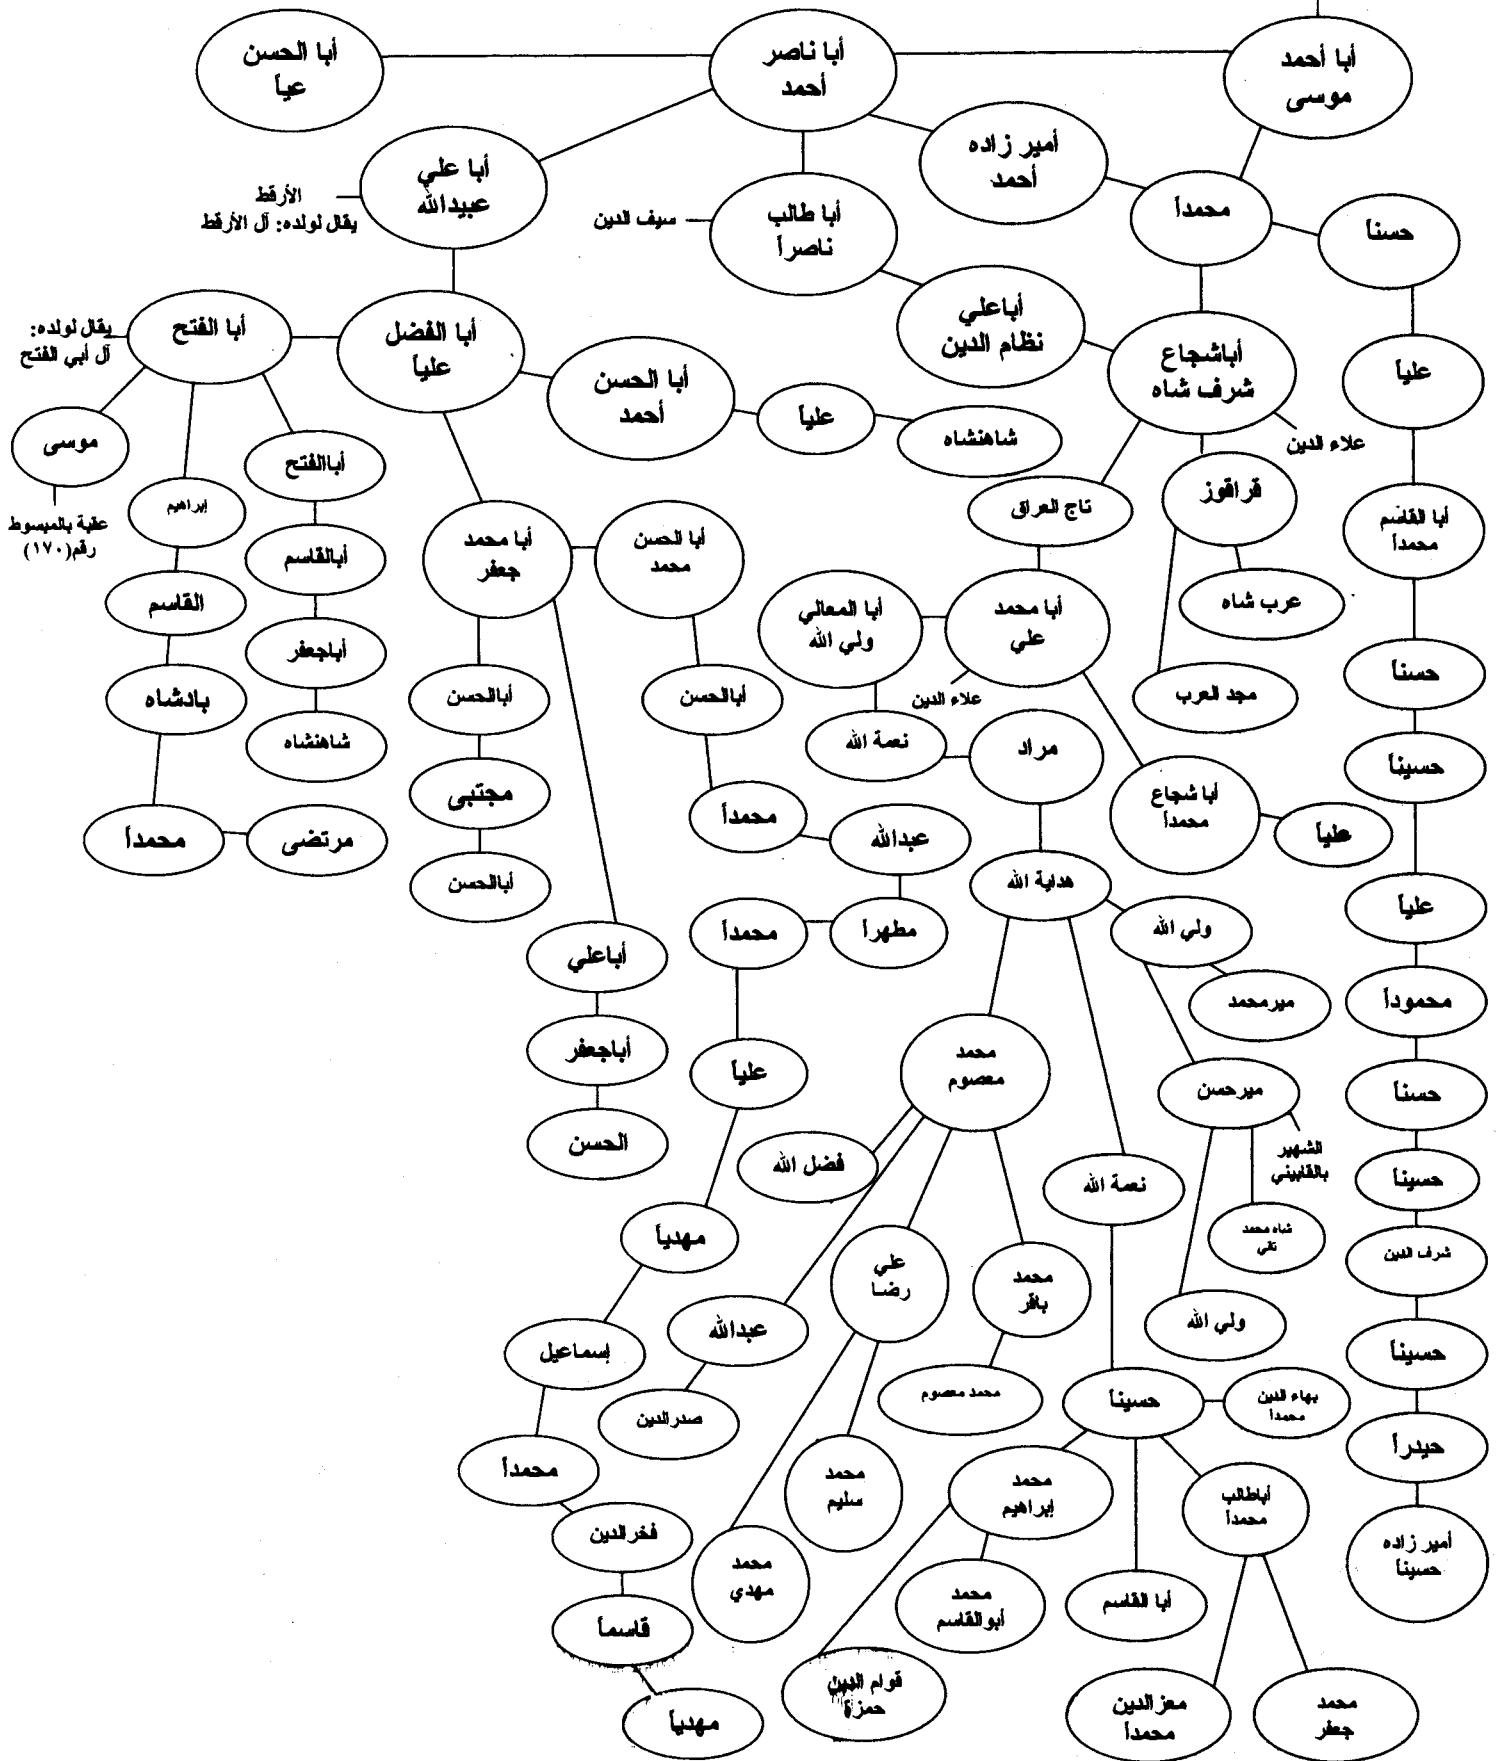 أبا أحمد
موسى
أبا ناصر
أحمد
أبا الحسن
عياً
أمير زاده
أحمد
أبا علي
عبيدالله
الأرقط
يقال لولده: آل الأرقط
محمداً
حسناً
أبا طالب
ناصراً
سيف الدين
أباعلي
نظام الدين
أباشجاع
شرف شاه
علاء الدين
علياً
أبا الفضل
علياً
أبا الفتح
يقال لولده:
آل أبي الفتح
أبا الحسن
أحمد
علياً
شاهنشاه
موسى
عقبة بالمبسوط
رقم(١٧٠)
أباالفتح
إبراهيم
قراقوز
تاج العراق
أبا القاسم
محمداً
أبا الحسن
محمد
أبا محمد
جعفر
أباالقاسم
القاسم
عرب شاه
أبا محمد
علي
علاء الدين
أبا المعالي
ولي الله
أباجعفر
حسناً
مجد العرب
أباالحسن
أباالحسن
بادشاه
شاهنشاه
نعمة الله
مراد
حسيناً
أبا شجاع
محمداً
علياً
مجتبى
محمداً
عبدالله
مرتضى
محمداً
أباالحسن
هداية الله
علياً
ولي الله
مطهراً
محمداً
أباعلي
ميرمحمد
محموداً
أباجعفر
علياً
محمد
معصوم
ميرحسن
الشهير
بالقابيني
حسناً
الحسن
فضل الله
نعمة الله
حسيناً
مهدياً
شاه محمد
ثاني
شرف الدين
علي
رضا
محمد
باقر
ولي الله
عبدالله
إسماعيل
حسيناً
صدرالدين
محمد معصوم
حسيناً
بهاء الدين
محمداً
حيدراً
محمداً
محمد
سليم
محمد
إبراهيم
أباطالب
محمداً
فخرالدين
أمير زاده
حسيناً
محمد
مهدي
محمد
أبوالقاسم
أبا القاسم
قاسماً
قوام الدين
حمزة
مهدياً
معزالدين
محمداً
محمد
جعفر